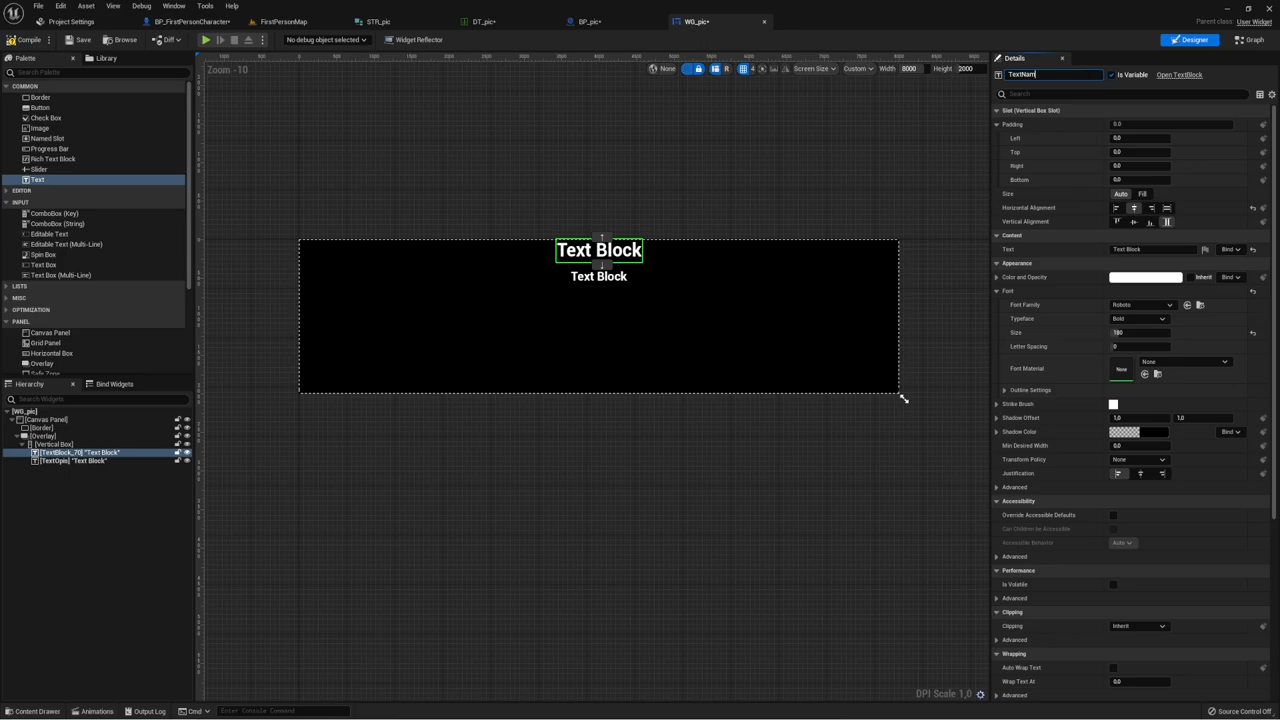 File Edit Asset View Debug Window Tools Help
Project Settings BP_FirstPersonCharacter* FirstPersonMap STR_pic DT_pic* BP_pic* WG_pic* Parent class: User Widget
Compile Save Browse Diff No debug object selected Widget Reflector Designer Graph
Palette Library
Search Palette
COMMON
Border
Button
Check Box
Image
Named Slot
Progress Bar
Rich Text Block
Slider
Text
EDITOR
INPUT
ComboBox (Key)
ComboBox (String)
Editable Text
Editable Text (Multi-Line)
Spin Box
Text Box
Text Box (Multi-Line)
LISTS
MISC
OPTIMIZATION
PANEL
Canvas Panel
Grid Panel
Horizontal Box
Overlay
Hierarchy Bind Widgets
Search Widgets
[WG_pic]
[Canvas Panel]
[Border]
[Overlay]
[Vertical Box]
[TextBlock_70] "Text Block"
[TextOpis] "Text Block"
Zoom -10
None R 4 Screen Size Custom Width 8000 Height 2000
Text Block
Text Block
DPI Scale 1,0
Details
TextNam Is Variable Open TextBlock
Search
Slot (Vertical Box Slot)
Padding 0.0
Left 0,0
Top 0,0
Right 0,0
Bottom 0,0
Size Auto Fill
Horizontal Alignment
Vertical Alignment
Content
Text Text Block Bind
Appearance
Color and Opacity Inherit Bind
Font
Font Family Roboto
Typeface Bold
Size 180
Letter Spacing 0
Font Material None None
Outline Settings
Strike Brush
Shadow Offset 1,0 1,0
Shadow Color Bind
Min Desired Width 0,0
Transform Policy None
Justification
Advanced
Accessibility
Override Accessible Defaults
Can Children be Accessible
Accessible Behavior Auto
Advanced
Performance
Is Volatile
Advanced
Clipping
Clipping Inherit
Advanced
Wrapping
Auto Wrap Text
Wrap Text At 0,0
Advanced
Content Drawer Animations Output Log Cmd Enter Console Command Source Control Off